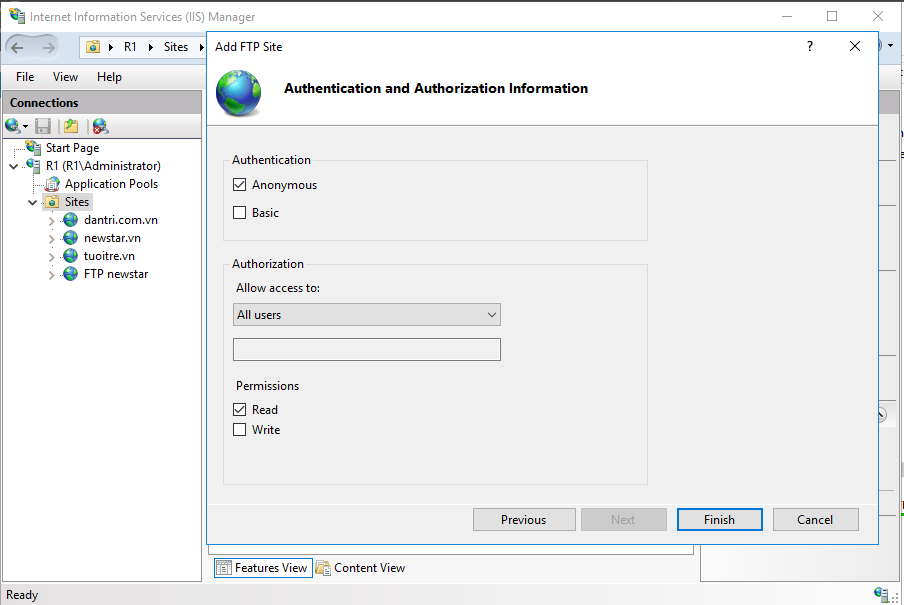 Internet Information Services (IIS) Manager
R1 Sites
File View Help
Connections
Start Page
R1 (R1\Administrator)
Application Pools
Sites
dantri.com.vn
newstar.vn
tuoitre.vn
FTP newstar
Add FTP Site
?
Authentication and Authorization Information
Authentication
Anonymous
Basic
Authorization
Allow access to:
All users
Permissions
Read
Write
Previous Next Finish Cancel
Features View Content View
Ready